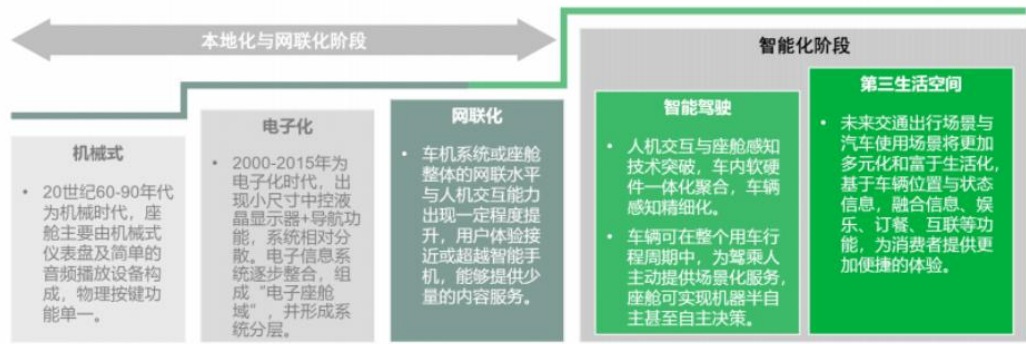 本地化与网联化阶段
智能化阶段
机械式
• 20世纪60-90年代
为机械时代，座
舱主要由机械式
仪表盘及简单的
音频播放设备构
成，物理按键功
能单一。
电子化
• 2000-2015年为
电子化时代，出
现小尺寸中控液
晶显示器+导航功
能，系统相对分
散。电子信息系
统逐步整合，组
成“电子座舱
域”，并形成系
统分层。
网联化
• 车机系统或座舱
整体的网联水平
与人机交互能力
出现一定程度提
升，用户体验接
近或超越智能手
机，能够提供少
量的内容服务。
智能驾驶
• 人机交互与座舱感知
技术突破，车内软硬
件一体化聚合，车辆
感知精细化。
• 车辆可在整个用车行
程周期中，为驾乘人
主动提供场景化服务，
座舱可实现机器半自
主甚至自主决策。
第三生活空间
• 未来交通出行场景与
汽车使用场景将更加
多元化和富于生活化，
基于车辆位置与状态
信息，融合信息、娱
乐、订餐、互联等功
能，为消费者提供更
加便捷的体验。